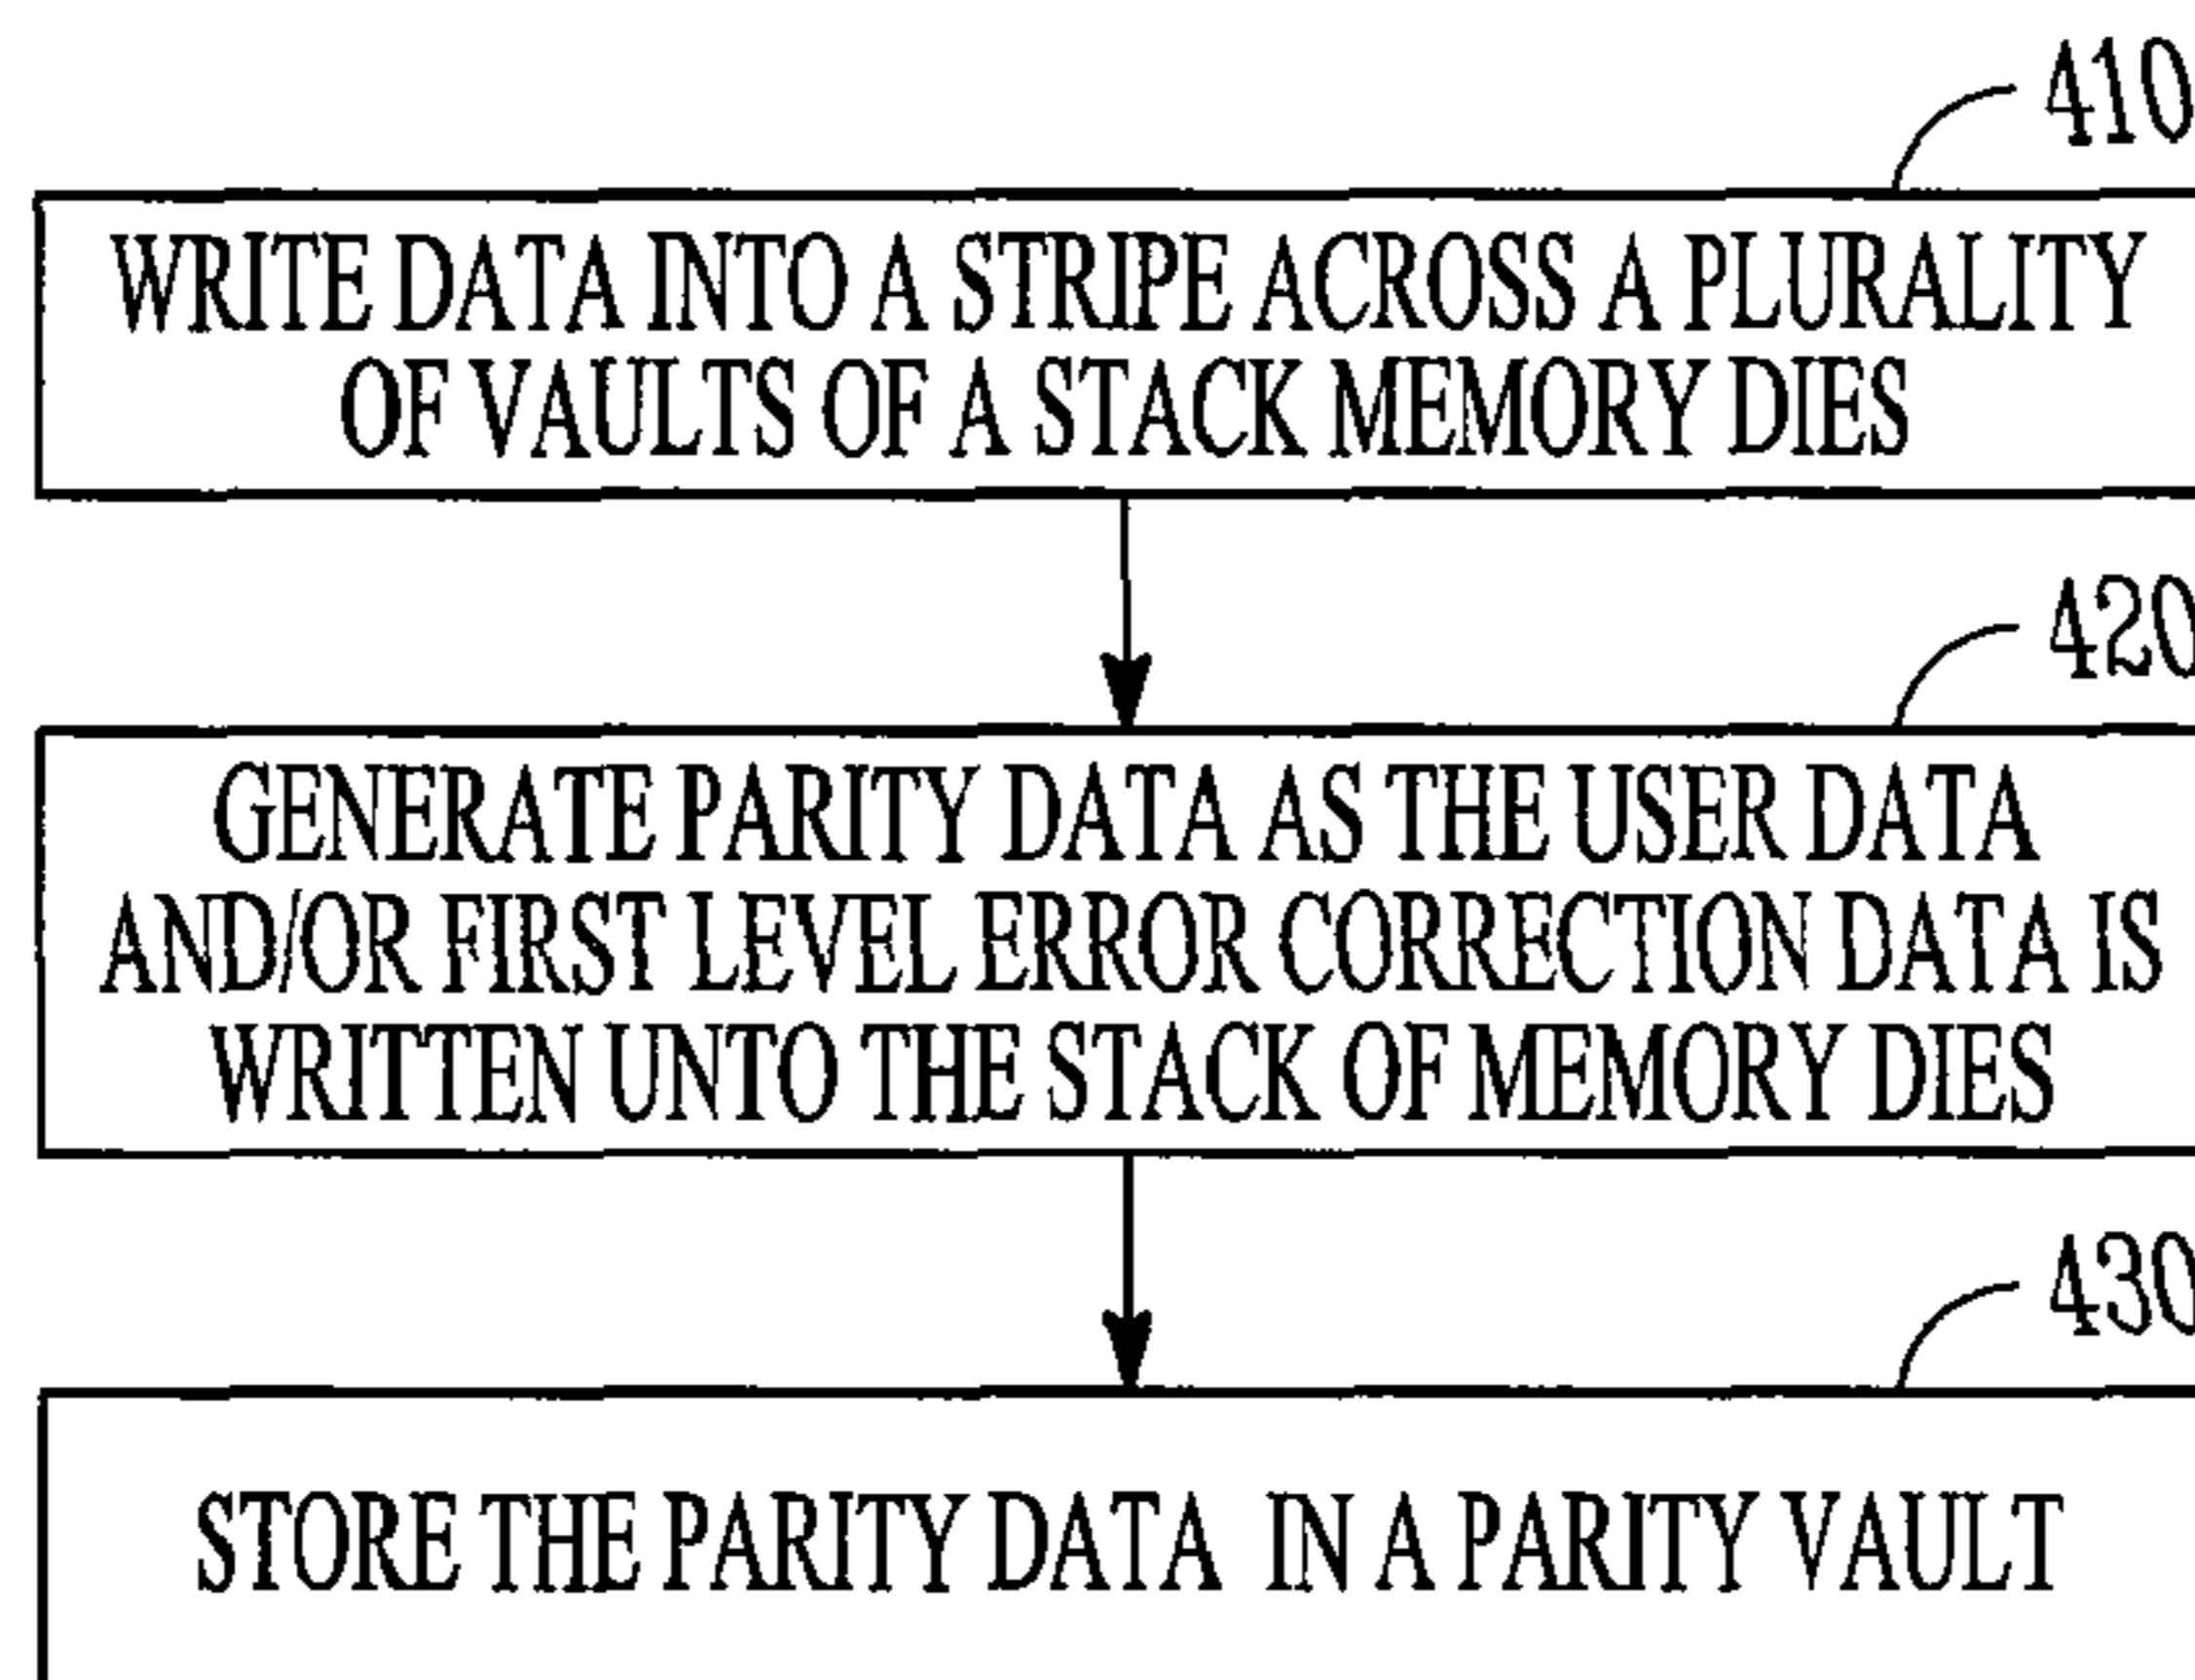 410
WRITE DATA INTO A STRIPE ACROSS A PLURALITY
OF VAULTS OF A STACK MEMORY DIES
420
GENERATE PARITY DATA AS THE USER DATA
AND/OR FIRST LEVEL ERROR CORRECTION DATA IS
WRITTEN UNTO THE STACK OF MEMORY DIES
430
STORE THE PARITY DATA IN A PARITY VAULT